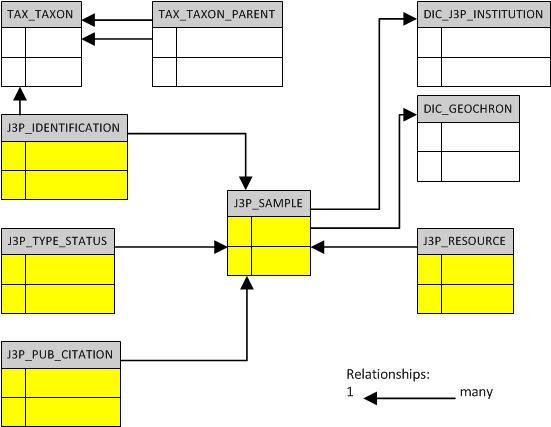 TAX_TAXON
TAX_TAXON_PARENT
DIC_J3P_INSTITUTION
DIC_GEOCHRON
J3P_IDENTIFICATION
J3P_SAMPLE
J3P_TYPE_STATUS
J3P_RESOURCE
J3P_PUB_CITATION
Relationships:
1 many